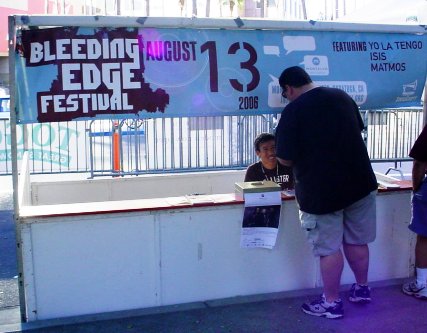 BLEEDING
EDGE
FESTIVAL
AUGUST
13
2006
FEATURING YO LA TENGO
ISIS
MATMOS